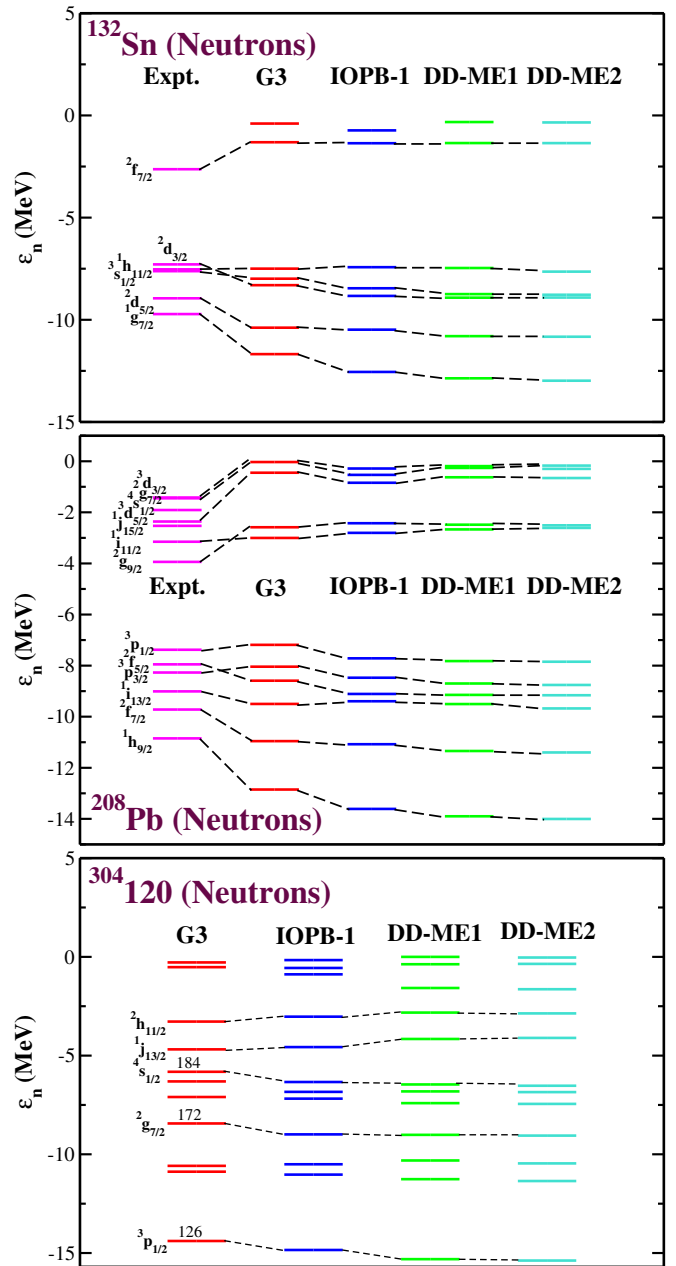 5
¹³²Sn (Neutrons)
Expt. G3 IOPB-1 DD-ME1 DD-ME2
0
εₙ (MeV)
²f₇/₂
-5
²d₃/₂
¹h₁₁/₂
³s₁/₂
²d₅/₂
¹g₇/₂
-10
-15
0
³d₃/₂
²g₇/₂
⁴s₁/₂
³d₅/₂
¹j₁₅/₂
¹i₁₁/₂
²g₉/₂
-2
-4
Expt. G3 IOPB-1 DD-ME1 DD-ME2
εₙ (MeV)
-6
³p₁/₂
²f₅/₂
³p₃/₂
¹i₁₃/₂
²f₇/₂
¹h₉/₂
-8
-10
-12
-14
²⁰⁸Pb (Neutrons)
5
³⁰⁴120 (Neutrons)
G3 IOPB-1 DD-ME1 DD-ME2
0
εₙ (MeV)
²h₁₁/₂
¹j₁₃/₂
184
-5
⁴s₁/₂
172
²g₇/₂
-10
126
³p₁/₂
-15